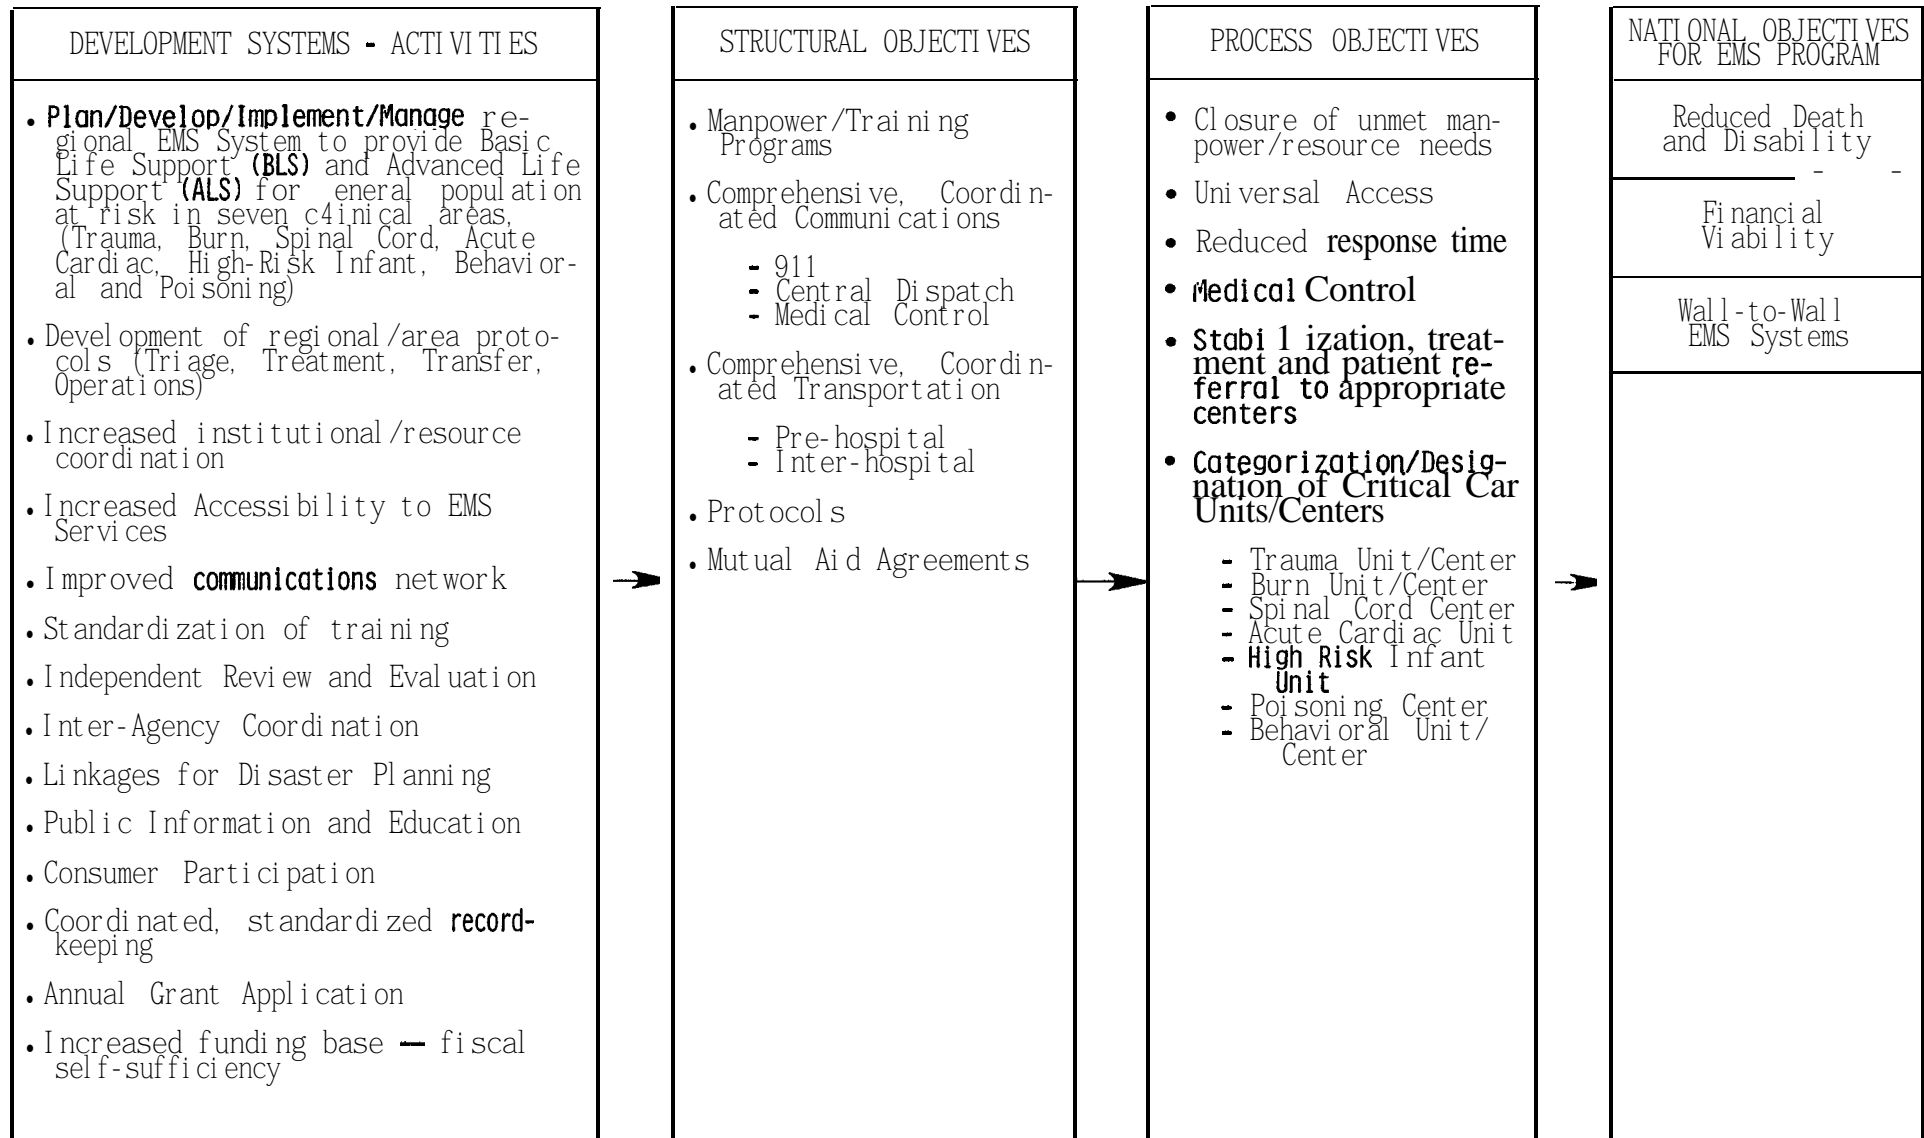 DEVELOPMENT SYSTEMS - ACTIVITIES
• Plan/Develop/Implement/Manage re-
gional EMS System to provide Basic
Life Support (BLS) and Advanced Life
Support (ALS) for eneral population
at risk in seven c4inical areas,
(Trauma, Burn, Spinal Cord, Acute
Cardiac, High-Risk Infant, Behavior-
al and Poisoning)
• Development of regional/area proto-
cols (Triage, Treatment, Transfer,
Operations)
• Increased institutional/resource
coordination
• Increased Accessibility to EMS
Services
• Improved communications network
• Standardization of training
• Independent Review and Evaluation
• Inter-Agency Coordination
• Linkages for Disaster Planning
• Public Information and Education
• Consumer Participation
• Coordinated, standardized record-
keeping
• Annual Grant Application
• Increased funding base — fiscal
self-sufficiency
STRUCTURAL OBJECTIVES
• Manpower/Training
Programs
• Comprehensive, Coordin-
ated Communications
- 911
- Central Dispatch
- Medical Control
• Comprehensive, Coordin-
ated Transportation
- Pre-hospital
- Inter-hospital
• Protocols
• Mutual Aid Agreements
PROCESS OBJECTIVES
• Closure of unmet man-
power/resource needs
• Universal Access
• Reduced response time
• Medical Control
• Stabi1ization, treat-
ment and patient re-
ferral to appropriate
centers
• Categorization/Desig-
nation of Critical Car
Units/Centers
- Trauma Unit/Center
- Burn Unit/Center
- Spinal Cord Center
- Acute Cardiac Unit
- High Risk Infant
Unit
- Poisoning Center
- Behavioral Unit/
Center
NATIONAL OBJECTIVES
FOR EMS PROGRAM
Reduced Death
and Disability
Financial
Viability
Wall-to-Wall
EMS Systems